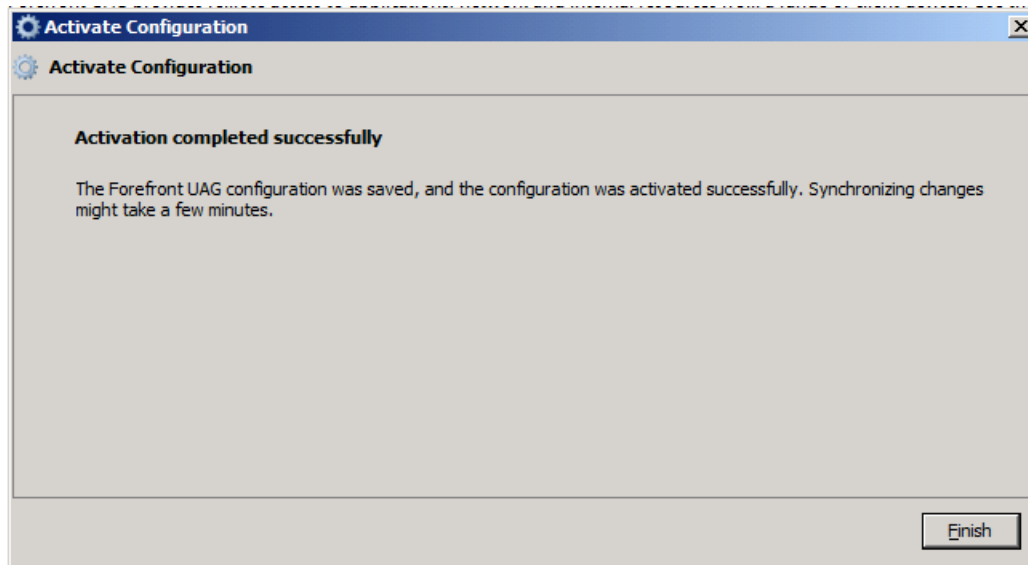 Activate Configuration
Activate Configuration
Activation completed successfully
The Forefront UAG configuration was saved, and the configuration was activated successfully. Synchronizing changes
might take a few minutes.
Finish